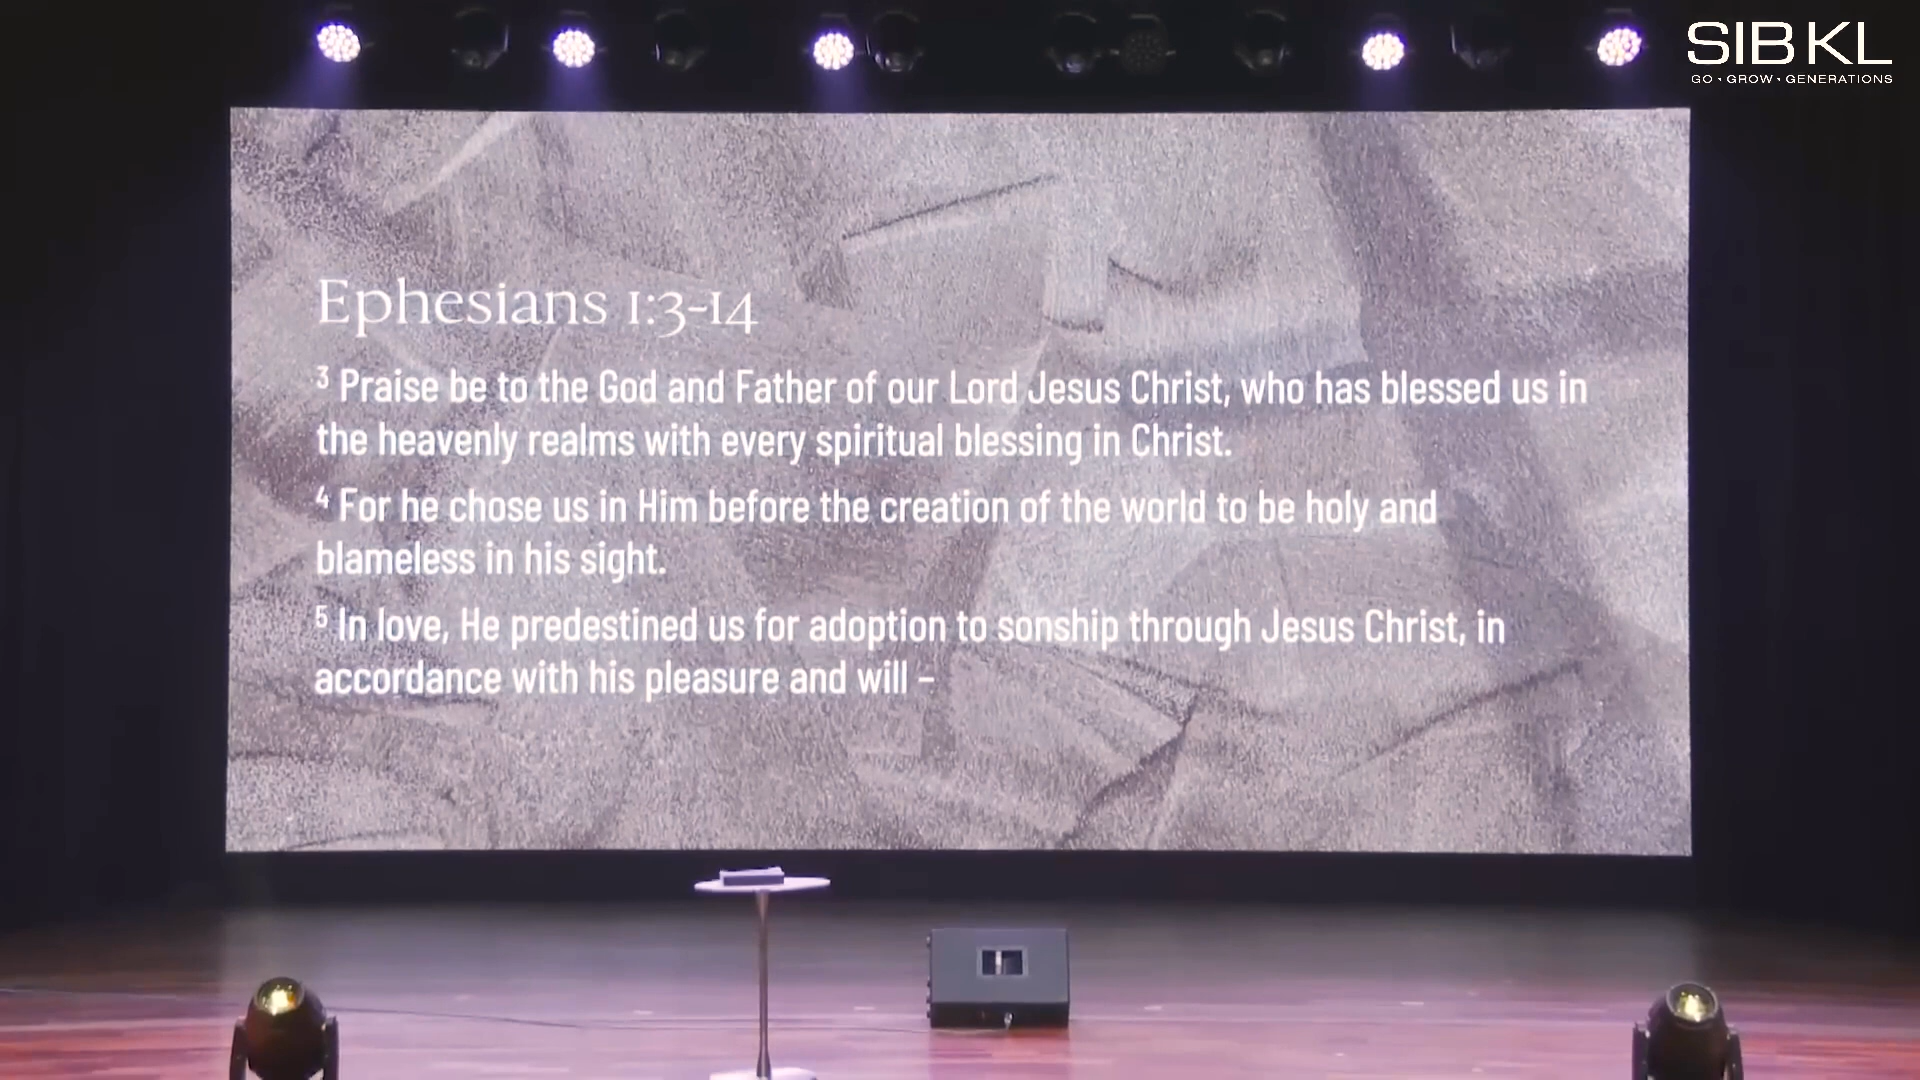 SIBKL
GO · GROW · GENERATIONS
Ephesians 1:3-14
3 Praise be to the God and Father of our Lord Jesus Christ, who has blessed us in
the heavenly realms with every spiritual blessing in Christ.
4 For he chose us in Him before the creation of the world to be holy and
blameless in his sight.
5 In love, He predestined us for adoption to sonship through Jesus Christ, in
accordance with his pleasure and will –